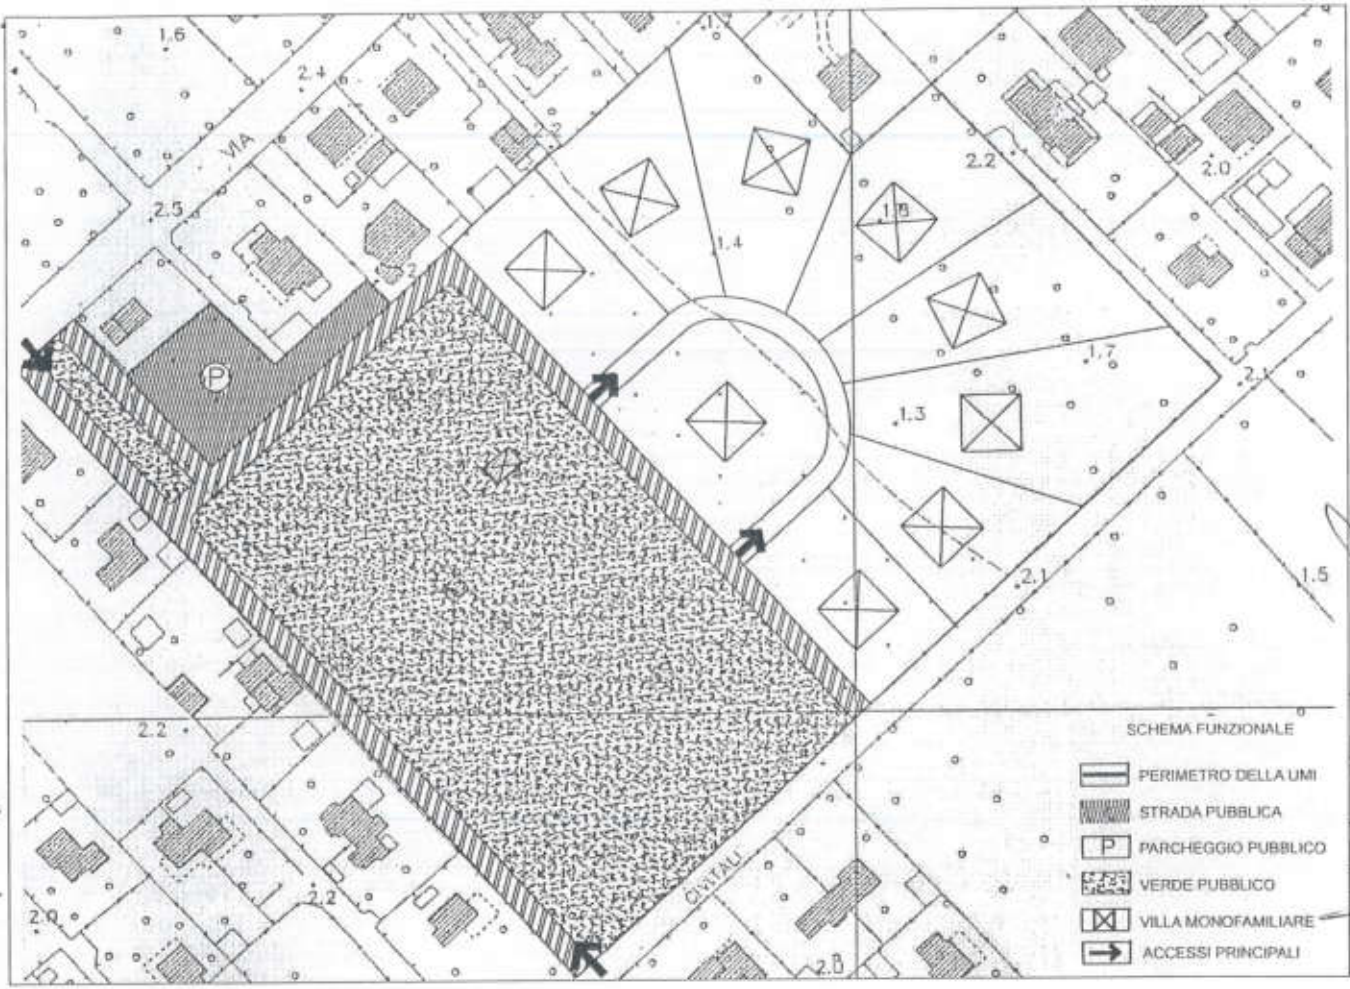 1.6
2.4
VIA
2.2
2.0
2.5
1.8
1.4
2
P
1.7
2.1
1.3
2.1
1.5
2.2
SCHEMA FUNZIONALE
PERIMETRO DELLA UMI
STRADA PUBBLICA
P PARCHEGGIO PUBBLICO
VERDE PUBBLICO
CIVITALI
2.2
VILLA MONOFAMILIARE
2.0
ACCESSI PRINCIPALI
2.0